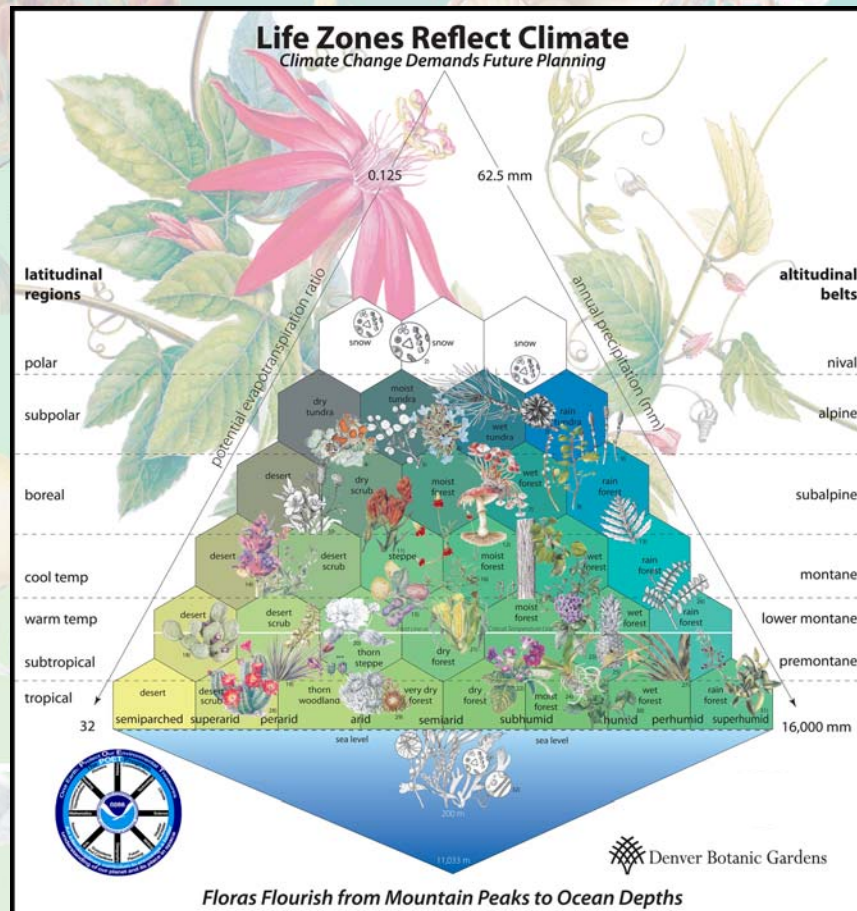 Life Zones Reflect Climate
Climate Change Demands Future Planning
0.125
62.5 mm
latitudinal
regions
altitudinal
belts
potential evapotranspiration ratio
annual precipitation (mm)
snow
snow
snow
polar
nival
dry
tundra
moist
tundra
wet
tundra
rain
tundra
subpolar
alpine
desert
dry
scrub
moist
forest
wet
forest
rain
forest
boreal
subalpine
desert
desert
scrub
steppe
moist
forest
wet
forest
rain
forest
cool temp
montane
desert
desert
scrub
moist
forest
wet
forest
rain
forest
warm temp
lower montane
thorn
steppe
dry
forest
subtropical
premontane
tropical
desert
desert
scrub
thorn
woodland
very dry
forest
dry
forest
moist
forest
wet
forest
rain
forest
32
semiparched
superarid
perarid
arid
semiarid
subhumid
humid
perhumid
superhumid
16,000 mm
sea level
sea level
200 m
11,033 m
POET
noaa
Denver Botanic Gardens
Floras Flourish from Mountain Peaks to Ocean Depths